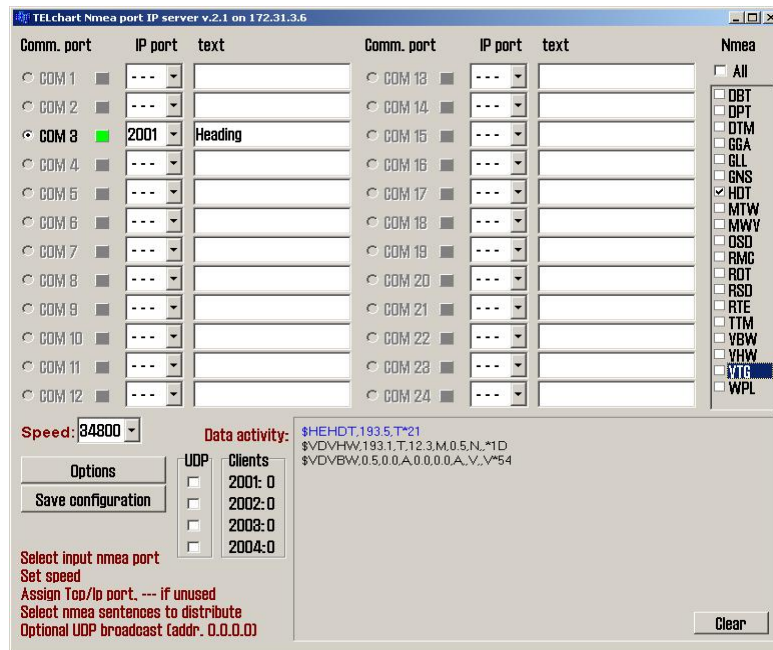 TELchart Nmea port IP server v.2.1 on 172.31.3.6
Comm. port IP port text Comm. port IP port text Nmea
All
COM 1 --- COM 13 ---
COM 2 --- COM 14 ---
COM 3 2001 Heading COM 15 ---
COM 4 --- COM 16 ---
COM 5 --- COM 17 ---
COM 6 --- COM 18 ---
COM 7 --- COM 19 ---
COM 8 --- COM 20 ---
COM 9 --- COM 21 ---
COM 10 --- COM 22 ---
COM 11 --- COM 23 ---
COM 12 --- COM 24 ---
DBT
DPT
DTM
GGA
GLL
GNS
HDT
MTW
MWV
OSD
RMC
ROT
RSD
RTE
TTM
VBW
VHW
VTG
WPL
Speed: 34800
Options
Save configuration
Data activity:
UDP Clients
2001: 0
2002: 0
2003: 0
2004:0
$HEHDT,193.5,T*21
$VDVHW,193.1,T,12.3,M,0.5,N,,*1D
$VDVBW,0.5,0.0,A,0.0,0.0,A,,V,,V*54
Select input nmea port
Set speed
Assign Tcp/Ip port, --- if unused
Select nmea sentences to distribute
Optional UDP broadcast (addr. 0.0.0.0)
Clear